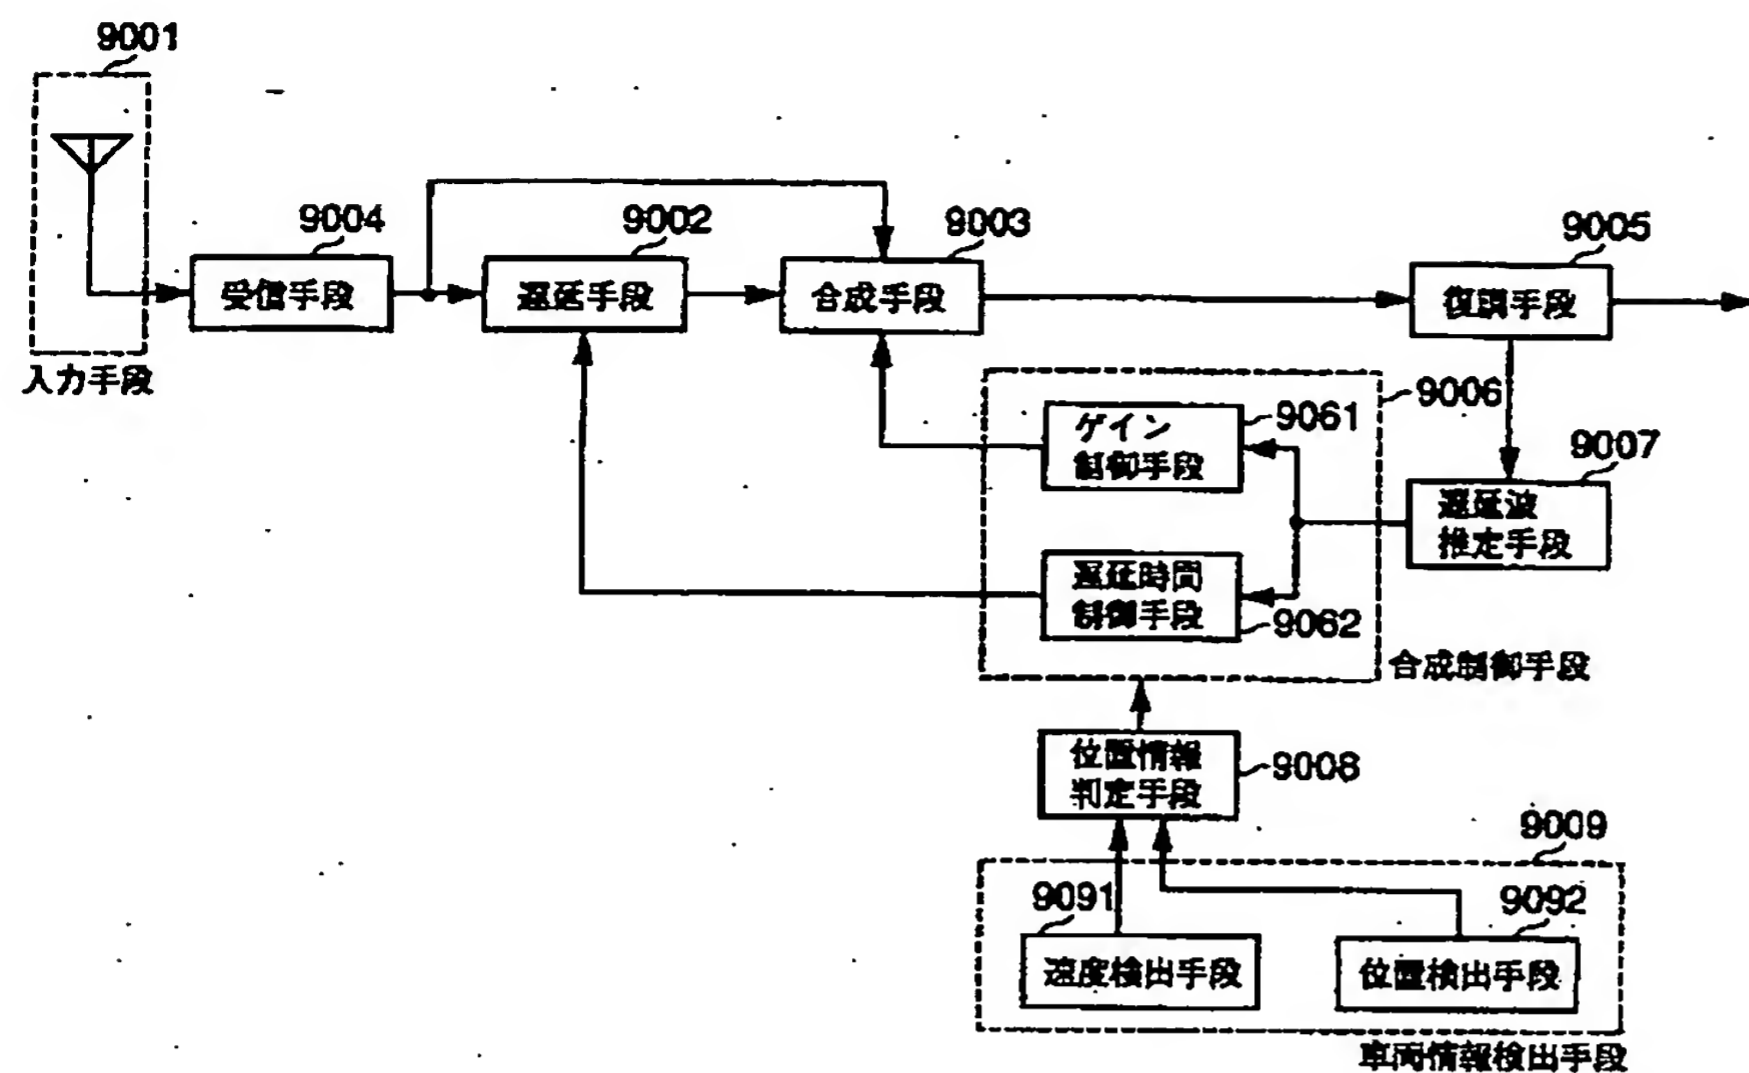 9001
9004
9002
9003
9005
受信手段
遅延手段
合成手段
復調手段
入力手段
9006
ゲイン
制御手段
9061
9007
遅延波
推定手段
遅延時間
制御手段
9062
合成制御手段
位置情報
判定手段
9008
9009
9091
9092
速度検出手段
位置検出手段
車両情報検出手段